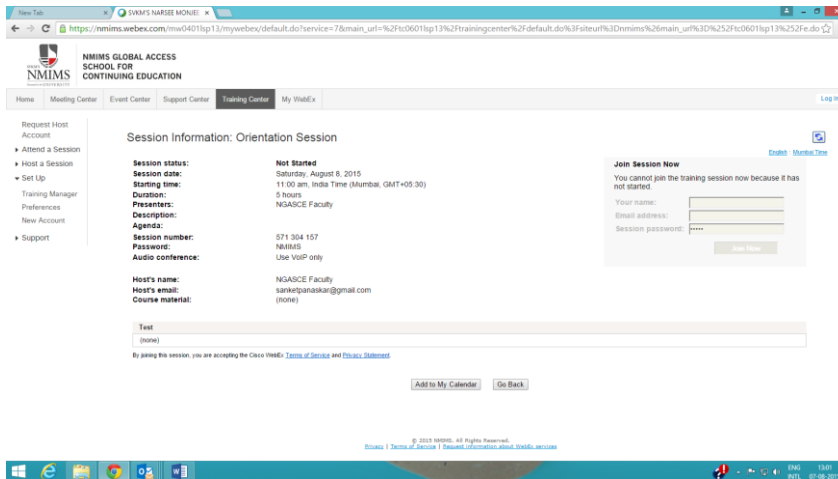 New Tab
SVKM'S NARSEE MONJEE
https://nmims.webex.com/mw0401lsp13/mywebex/default.do?service=7&main_url=%2Ftc0601lsp13%2Ftrainingcenter%2Fdefault.do%3Fsiteurl%3Dnmims%26main_url%3D%252Ftc0601lsp13%252Fe.do
NMIMS
NMIMS GLOBAL ACCESS
SCHOOL FOR
CONTINUING EDUCATION
Home Meeting Center Event Center Support Center Training Center My WebEx Log In
Request Host
Account
Attend a Session
Host a Session
Set Up
Training Manager
Preferences
New Account
Support
Session Information: Orientation Session
English : Mumbai Time
Session status: Not Started
Session date: Saturday, August 8, 2015
Starting time: 11:00 am, India Time (Mumbai, GMT+05:30)
Duration: 5 hours
Presenters: NGASCE Faculty
Description:
Agenda:
Session number: 571 304 157
Password: NMIMS
Audio conference: Use VoIP only
Host's name: NGASCE Faculty
Host's email: sanketpanaskar@gmail.com
Course material: (none)
Join Session Now
You cannot join the training session now because it has
not started.
Your name:
Email address:
Session password: •••••
Join Now
Test
(none)
By joining this session, you are accepting the Cisco WebEx Terms of Service and Privacy Statement.
Add to My Calendar Go Back
© 2015 NMIMS. All Rights Reserved.
Privacy | Terms of Service | Request information about WebEx services
ENG 13:01
INTL